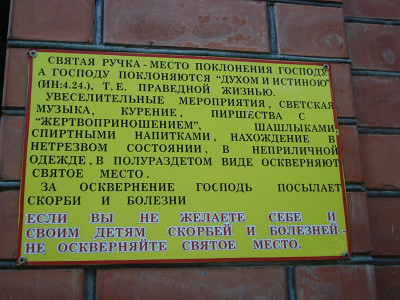 СВЯТАЯ РУЧКА - МЕСТО ПОКЛОНЕНИЯ ГОСПОДУ.
А ГОСПОДУ ПОКЛОНЯЮТСЯ "ДУХОМ И ИСТИНОЮ"
(ИН:4.24.), Т.Е. ПРАВЕДНОЙ ЖИЗНЬЮ.
УВЕСЕЛИТЕЛЬНЫЕ МЕРОПРИЯТИЯ, СВЕТСКАЯ
МУЗЫКА, КУРЕНИЕ, ПИРШЕСТВА С
"ЖЕРТВОПРИНОШЕНИЕМ", ШАШЛЫКАМИ,
СПИРТНЫМИ НАПИТКАМИ, НАХОЖДЕНИЕ В
НЕТРЕЗВОМ СОСТОЯНИИ, В НЕПРИЛИЧНОЙ
ОДЕЖДЕ, В ПОЛУРАЗДЕТОМ ВИДЕ ОСКВЕРНЯЮТ
СВЯТОЕ МЕСТО.
ЗА ОСКВЕРНЕНИЕ ГОСПОДЬ ПОСЫЛАЕТ
СКОРБИ И БОЛЕЗНИ
ЕСЛИ ВЫ НЕ ЖЕЛАЕТЕ СЕБЕ И
СВОИМ ДЕТЯМ СКОРБЕЙ И БОЛЕЗНЕЙ-
НЕ ОСКВЕРНЯЙТЕ СВЯТОЕ МЕСТО.